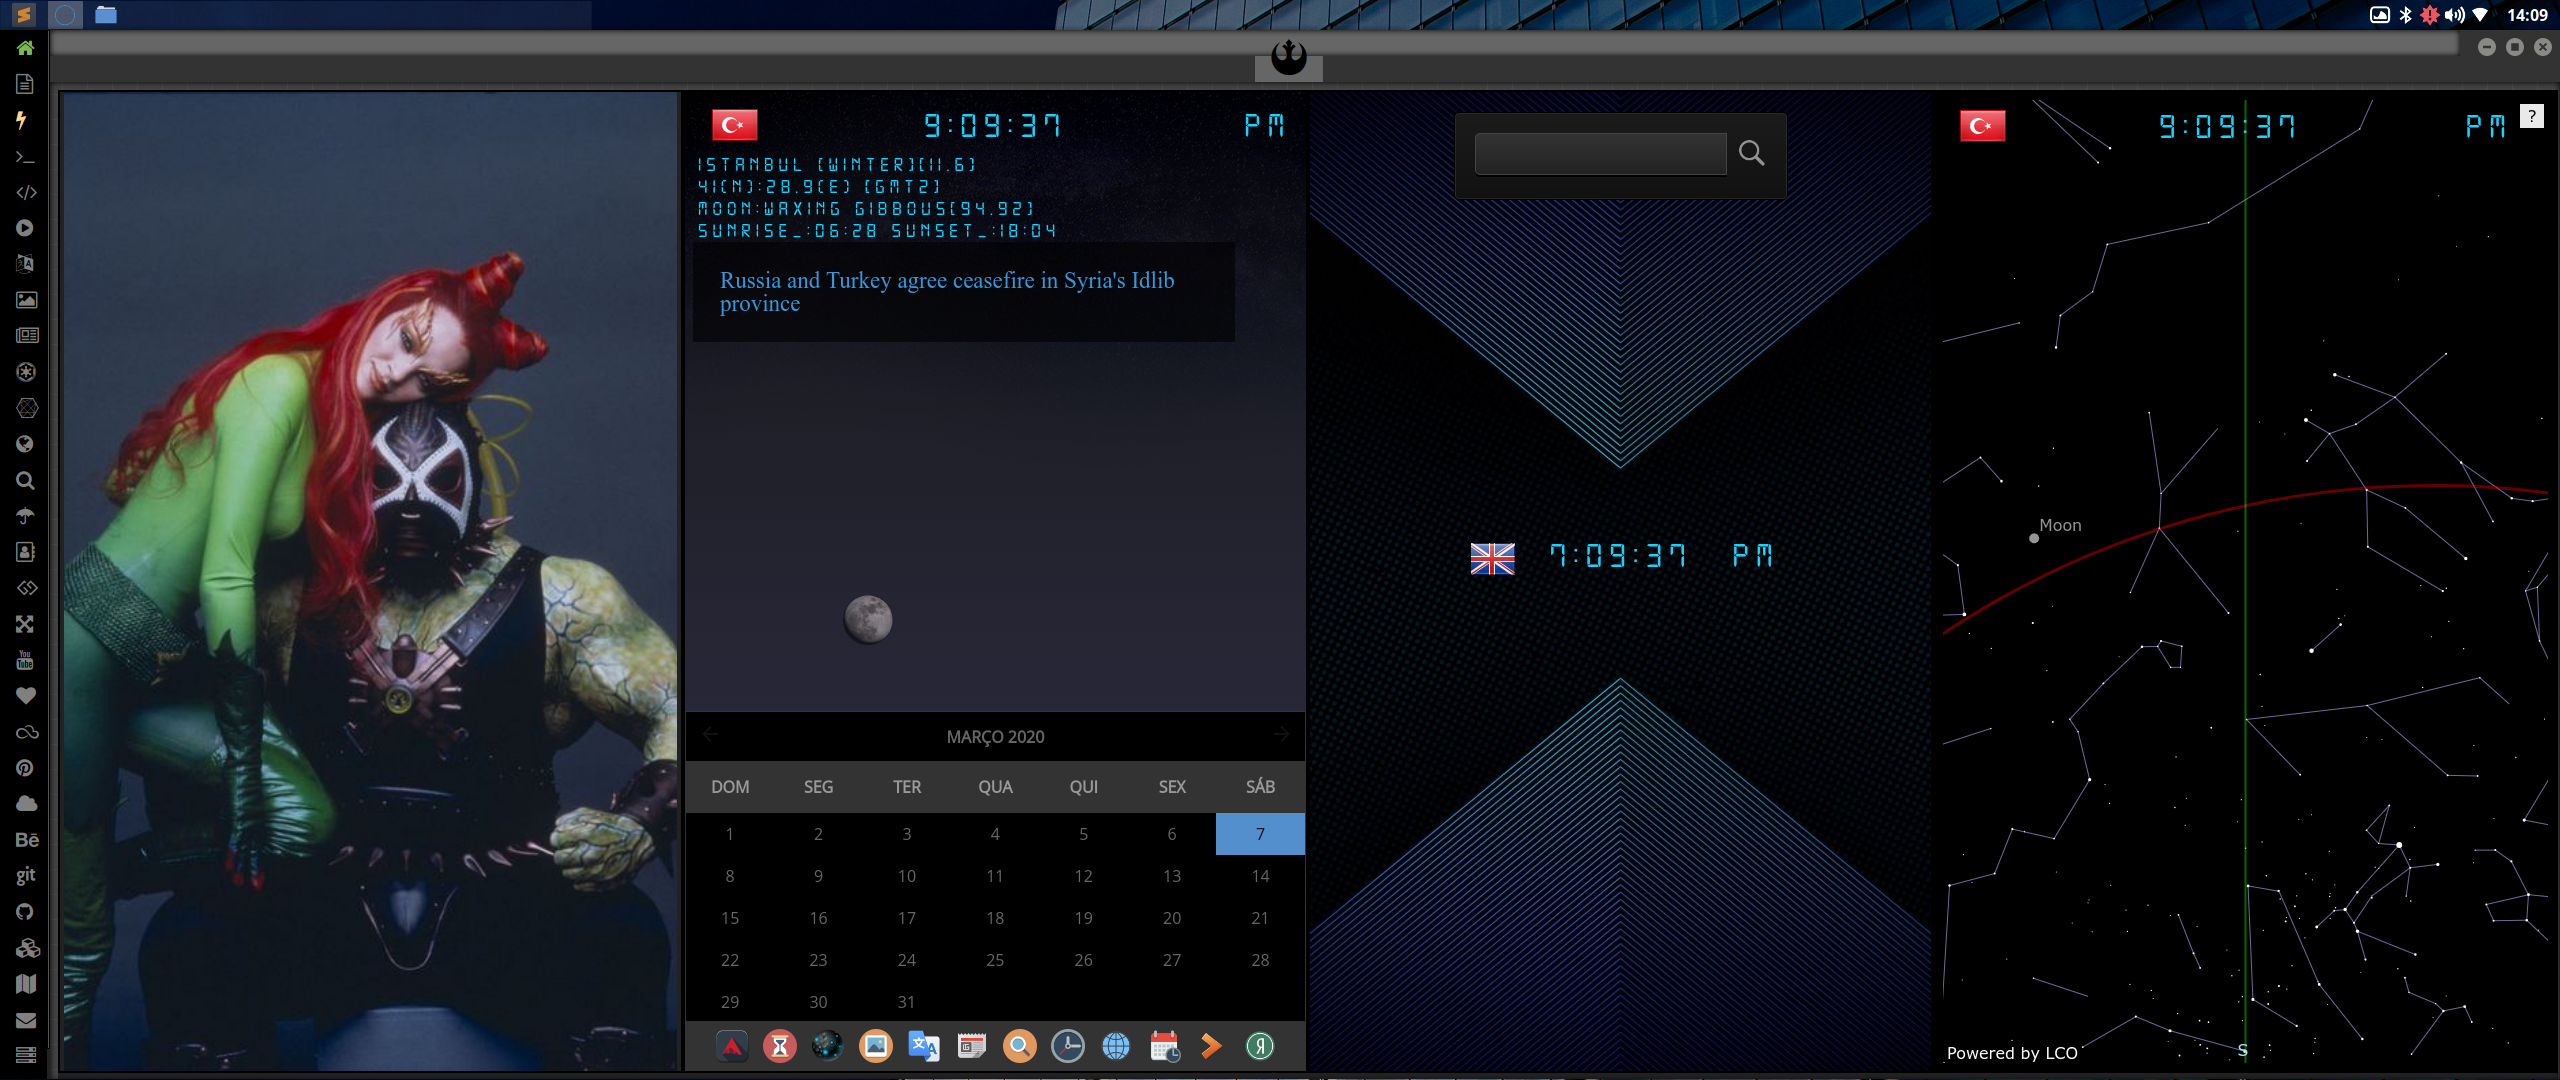 14:09
9:09:37 PM
ISTANBUL [WINTER][11.6]
41(N):28.9(E) [GMT2]
MOON:WAXING GIBBOUS[94.92]
SUNRISE_:06:28 SUNSET_:18:04
Russia and Turkey agree ceasefire in Syria's Idlib
province
MARÇO 2020
DOM SEG TER QUA QUI SEX SÁB
1 2 3 4 5 6 7
8 9 10 11 12 13 14
15 16 17 18 19 20 21
22 23 24 25 26 27 28
29 30 31
7:09:37 PM
9:09:37 PM
?
Moon
S
Powered by LCO
You
Tube
Bē
git